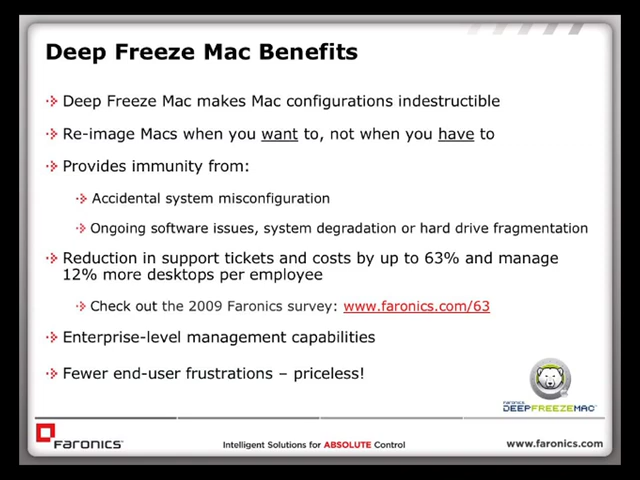 Deep Freeze Mac Benefits
Deep Freeze Mac makes Mac configurations indestructible
Re-image Macs when you want to, not when you have to
Provides immunity from:
Accidental system misconfiguration
Ongoing software issues, system degradation or hard drive fragmentation
Reduction in support tickets and costs by up to 63% and manage
12% more desktops per employee
Check out the 2009 Faronics survey: www.faronics.com/63
Enterprise-level management capabilities
Fewer end-user frustrations – priceless!
FARONICS
DEEPFREEZEMAC
FARONICS
Intelligent Solutions for ABSOLUTE Control
www.faronics.com